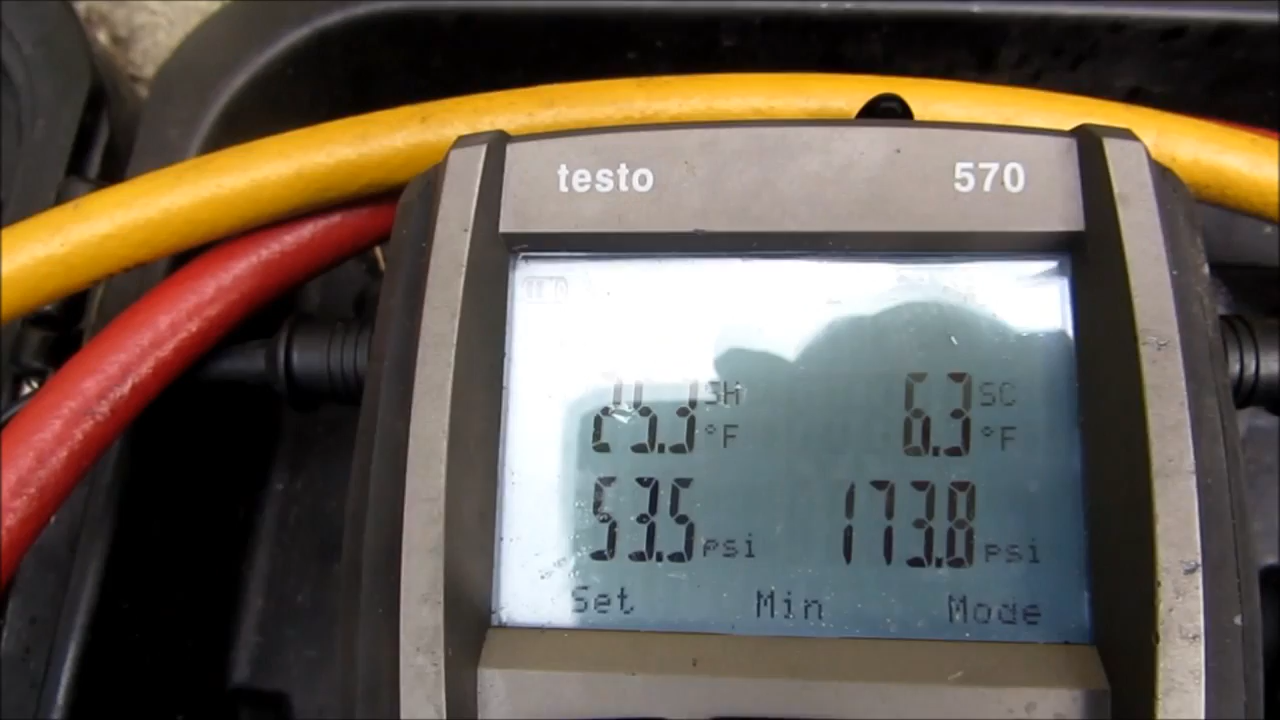 testo 570
SH 6.3 SC
°F °F
53.5 psi 173.8 psi
Set Min Mode